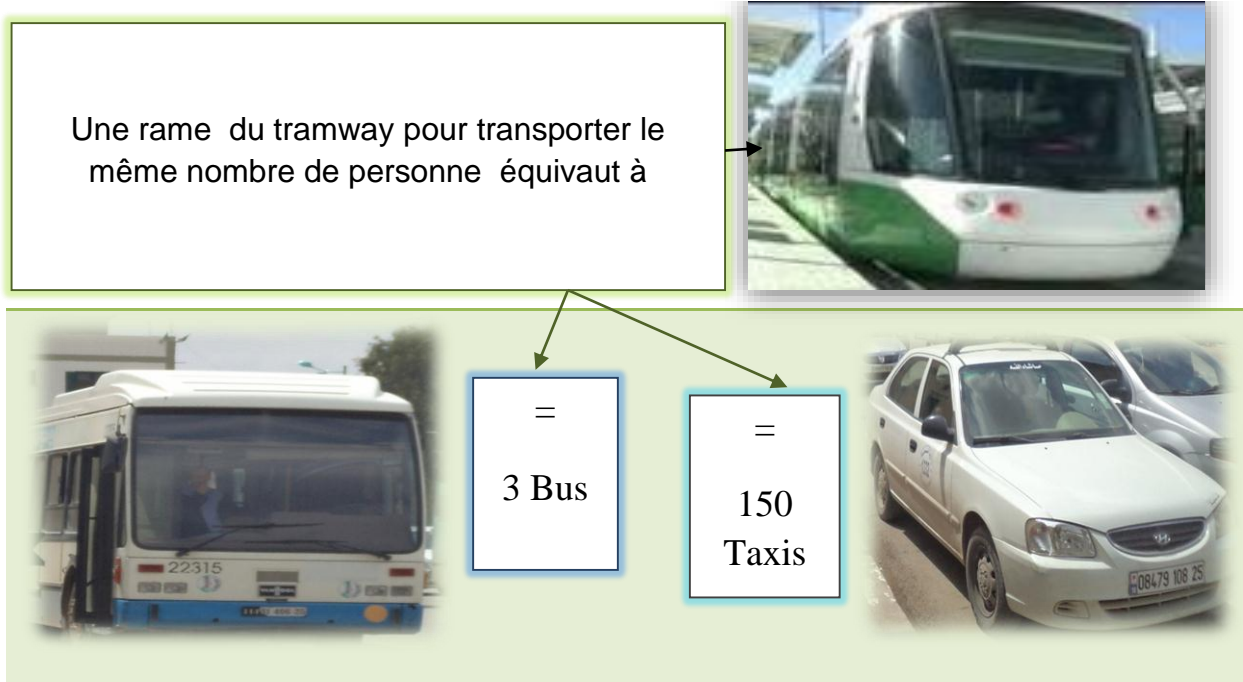 Une rame du tramway pour transporter le
même nombre de personne équivaut à
=
3 Bus
=
150
Taxis
22315
08479 108 25